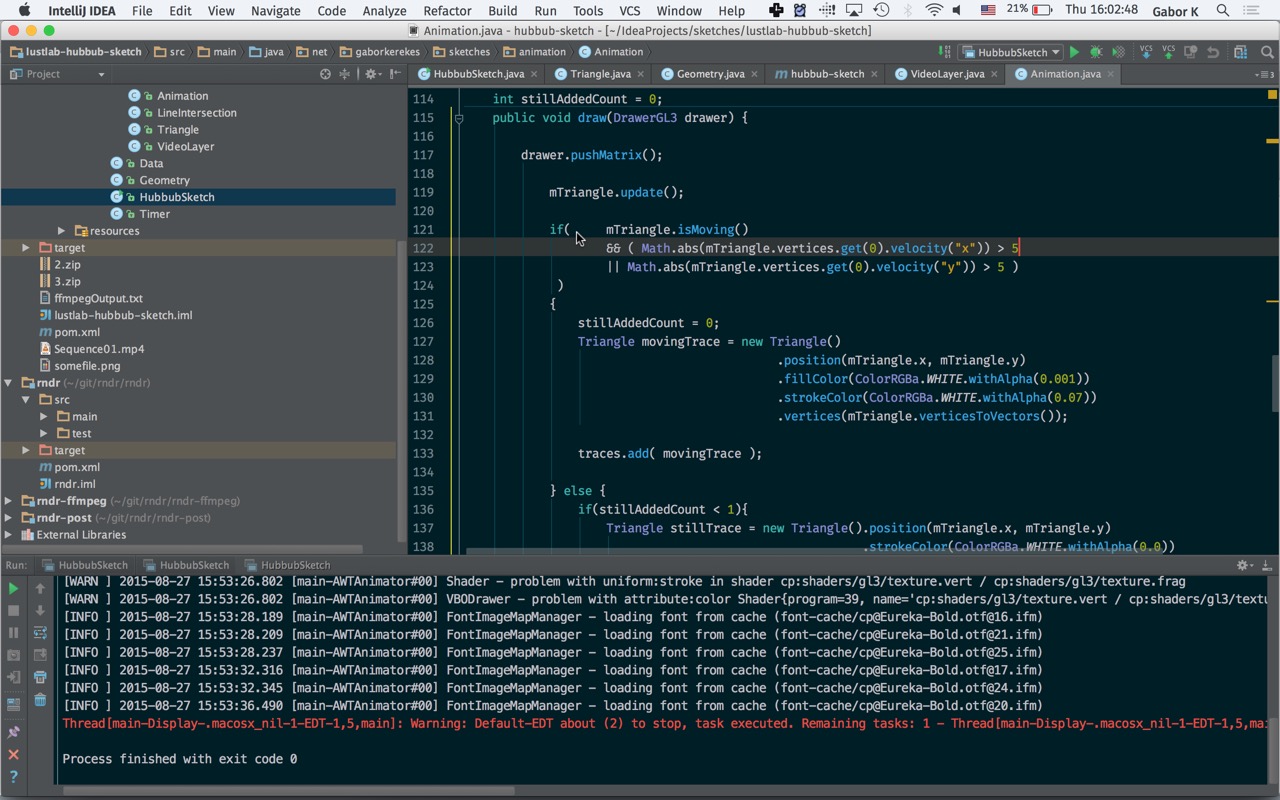 IntelliJ IDEA File Edit View Navigate Code Analyze Refactor Build Run Tools VCS Window Help 21% Thu 16:02:48 Gabor K
Animation.java - hubbub-sketch - [~/IdeaProjects/sketches/lustlab-hubbub-sketch]
lustlab-hubbub-sketch src main java net gaborkerekes sketches animation Animation HubbubSketch VCS VCS
Project HubbubSketch.java Triangle.java Geometry.java hubbub-sketch VideoLayer.java Animation.java
Animation
LineIntersection
Triangle
VideoLayer
Data
Geometry
HubbubSketch
Timer
resources
target
2.zip
3.zip
ffmpegOutput.txt
lustlab-hubbub-sketch.iml
pom.xml
Sequence01.mp4
somefile.png
rndr (~/git/rndr/rndr)
src
main
test
target
pom.xml
rndr.iml
rndr-ffmpeg (~/git/rndr/rndr-ffmpeg)
rndr-post (~/git/rndr/rndr-post)
External Libraries
114 int stillAddedCount = 0;
115 public void draw(DrawerGL3 drawer) {
116
117 drawer.pushMatrix();
118
119 mTriangle.update();
120
121 if( mTriangle.isMoving()
122 && ( Math.abs(mTriangle.vertices.get(0).velocity("x")) > 5
123 || Math.abs(mTriangle.vertices.get(0).velocity("y")) > 5 )
124 )
125 {
126 stillAddedCount = 0;
127 Triangle movingTrace = new Triangle()
128 .position(mTriangle.x, mTriangle.y)
129 .fillColor(ColorRGBa.WHITE.withAlpha(0.001))
130 .strokeColor(ColorRGBa.WHITE.withAlpha(0.07))
131 .vertices(mTriangle.verticesToVectors());
132
133 traces.add( movingTrace );
134
135 } else {
136 if(stillAddedCount < 1){
137 Triangle stillTrace = new Triangle().position(mTriangle.x, mTriangle.y)
138 .strokeColor(ColorRGBa.WHITE.withAlpha(0.0))
Run: HubbubSketch HubbubSketch HubbubSketch
[WARN ] 2015-08-27 15:53:26.802 [main-AWTAnimator#00] Shader - problem with uniform:stroke in shader cp:shaders/gl3/texture.vert / cp:shaders/gl3/texture.frag
[WARN ] 2015-08-27 15:53:26.802 [main-AWTAnimator#00] VBODrawer - problem with attribute:color Shader{program=39, name='cp:shaders/gl3/texture.vert / cp:shaders/gl3/textu
[INFO ] 2015-08-27 15:53:28.189 [main-AWTAnimator#00] FontImageMapManager - loading font from cache (font-cache/cp@Eureka-Bold.otf@16.ifm)
[INFO ] 2015-08-27 15:53:28.209 [main-AWTAnimator#00] FontImageMapManager - loading font from cache (font-cache/cp@Eureka-Bold.otf@21.ifm)
[INFO ] 2015-08-27 15:53:28.237 [main-AWTAnimator#00] FontImageMapManager - loading font from cache (font-cache/cp@Eureka-Bold.otf@25.ifm)
[INFO ] 2015-08-27 15:53:32.316 [main-AWTAnimator#00] FontImageMapManager - loading font from cache (font-cache/cp@Eureka-Bold.otf@17.ifm)
[INFO ] 2015-08-27 15:53:32.345 [main-AWTAnimator#00] FontImageMapManager - loading font from cache (font-cache/cp@Eureka-Bold.otf@24.ifm)
[INFO ] 2015-08-27 15:53:36.490 [main-AWTAnimator#00] FontImageMapManager - loading font from cache (font-cache/cp@Eureka-Bold.otf@20.ifm)
Thread[main-Display-.macosx_nil-1-EDT-1,5,main]: Warning: Default-EDT about (2) to stop, task executed. Remaining tasks: 1 - Thread[main-Display-.macosx_nil-1-EDT-1,5,mai
Process finished with exit code 0